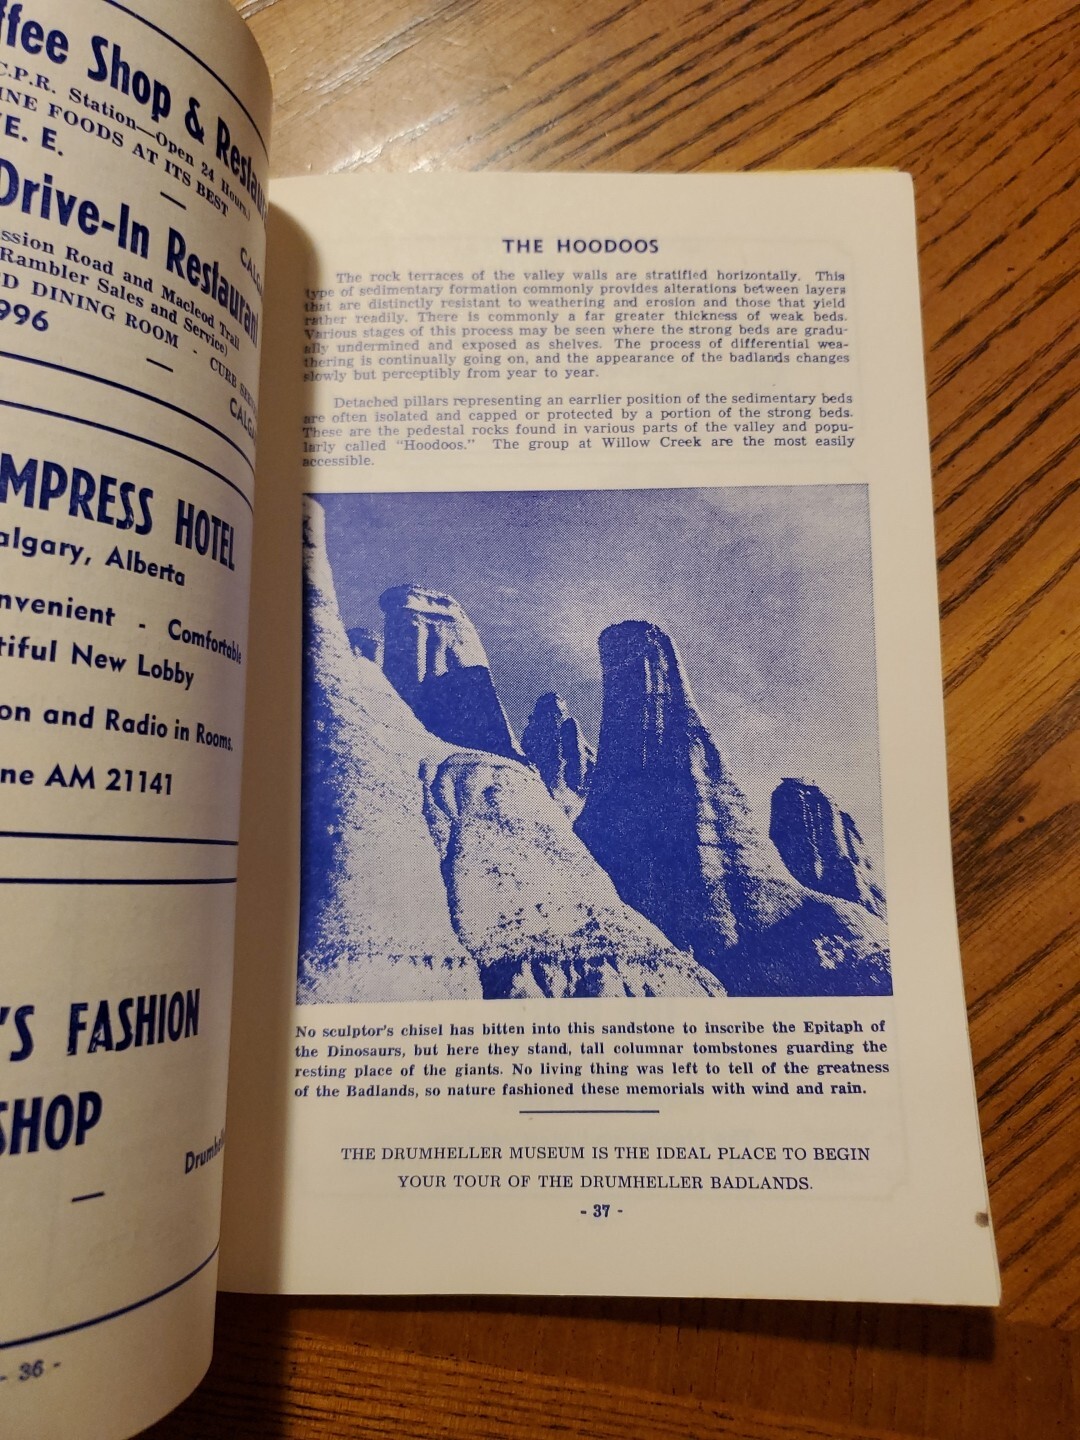 ffee Shop & Restau
C.P.R. Station—Open 24 Hours.)
INE FOODS AT ITS BEST
VE. E.
CALGA
Drive-In Restaurant
ssion Road and Macleod Trail
Rambler Sales and Service)
D DINING ROOM - CURB SERV
996
CALGA
MPRESS HOTEL
algary, Alberta
nvenient - Comfortable
tiful New Lobby
on and Radio in Rooms.
ne AM 21141
'S FASHION
SHOP
Drumhell
- 36 -
THE HOODOOS
The rock terraces of the valley walls are stratified horizontally. This
type of sedimentary formation commonly provides alterations between layers
that are distinctly resistant to weathering and erosion and those that yield
rather readily. There is commonly a far greater thickness of weak beds.
Various stages of this process may be seen where the strong beds are gradu-
ally undermined and exposed as shelves. The process of differential wea-
thering is continually going on, and the appearance of the badlands changes
slowly but perceptibly from year to year.
Detached pillars representing an earrlier position of the sedimentary beds
are often isolated and capped or protected by a portion of the strong beds.
These are the pedestal rocks found in various parts of the valley and popu-
larly called "Hoodoos." The group at Willow Creek are the most easily
accessible.
No sculptor's chisel has bitten into this sandstone to inscribe the Epitaph of
the Dinosaurs, but here they stand, tall columnar tombstones guarding the
resting place of the giants. No living thing was left to tell of the greatness
of the Badlands, so nature fashioned these memorials with wind and rain.
THE DRUMHELLER MUSEUM IS THE IDEAL PLACE TO BEGIN
YOUR TOUR OF THE DRUMHELLER BADLANDS.
- 37 -